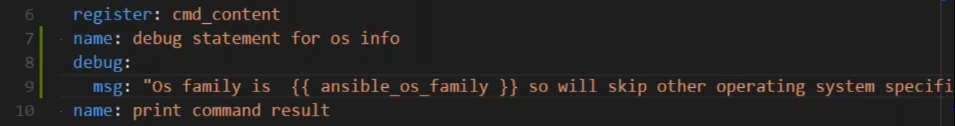 6 register: cmd_content
7 name: debug statement for os info
8 debug:
9 msg: "Os family is {{ ansible_os_family }} so will skip other operating system specifi
10 name: print command result